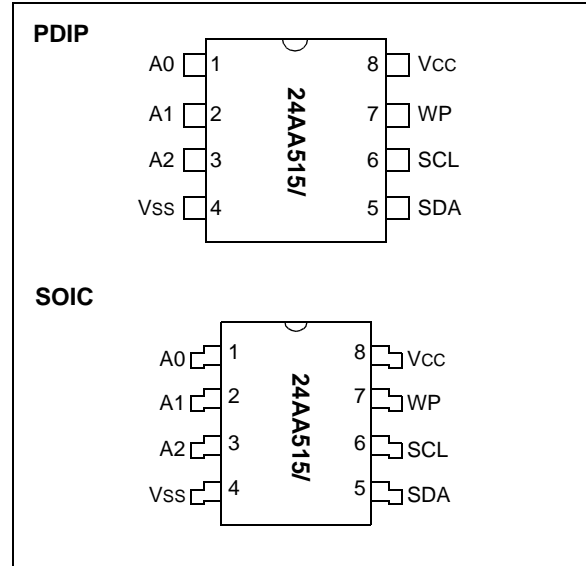 PDIP
A0 1 8 VCC
A1 2 7 WP
A2 3 6 SCL
VSS 4 5 SDA
24AA515/
SOIC
A0 1 8 VCC
A1 2 7 WP
A2 3 6 SCL
VSS 4 5 SDA
24AA515/